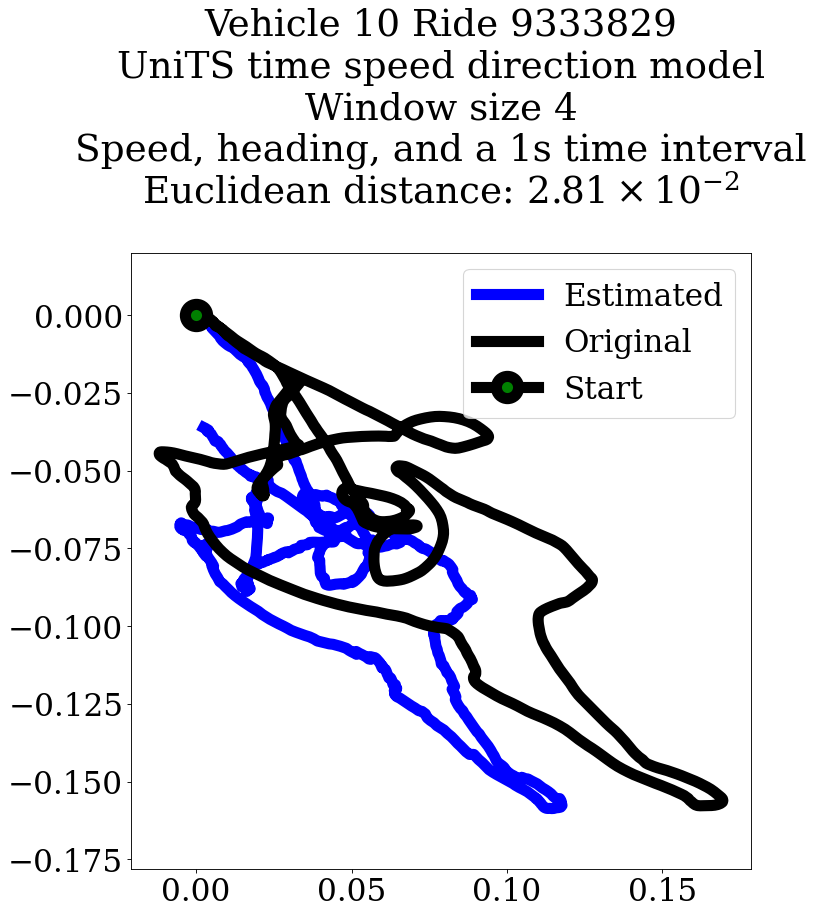 Vehicle 10 Ride 9333829
UniTS time speed direction model
Window size 4
Speed, heading, and a 1s time interval
Euclidean distance: 2.81 × 10⁻²
Estimated
Original
Start
0.000
−0.025
−0.050
−0.075
−0.100
−0.125
−0.150
−0.175
0.00 0.05 0.10 0.15